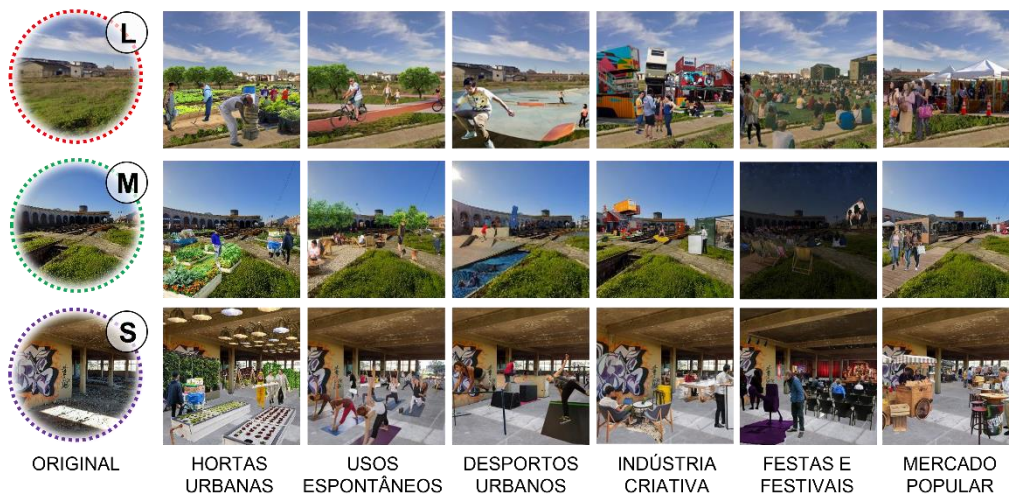 L
M
S
ORIGINAL
HORTAS
URBANAS
USOS
ESPONTÂNEOS
DESPORTOS
URBANOS
INDÚSTRIA
CRIATIVA
FESTAS E
FESTIVAIS
MERCADO
POPULAR